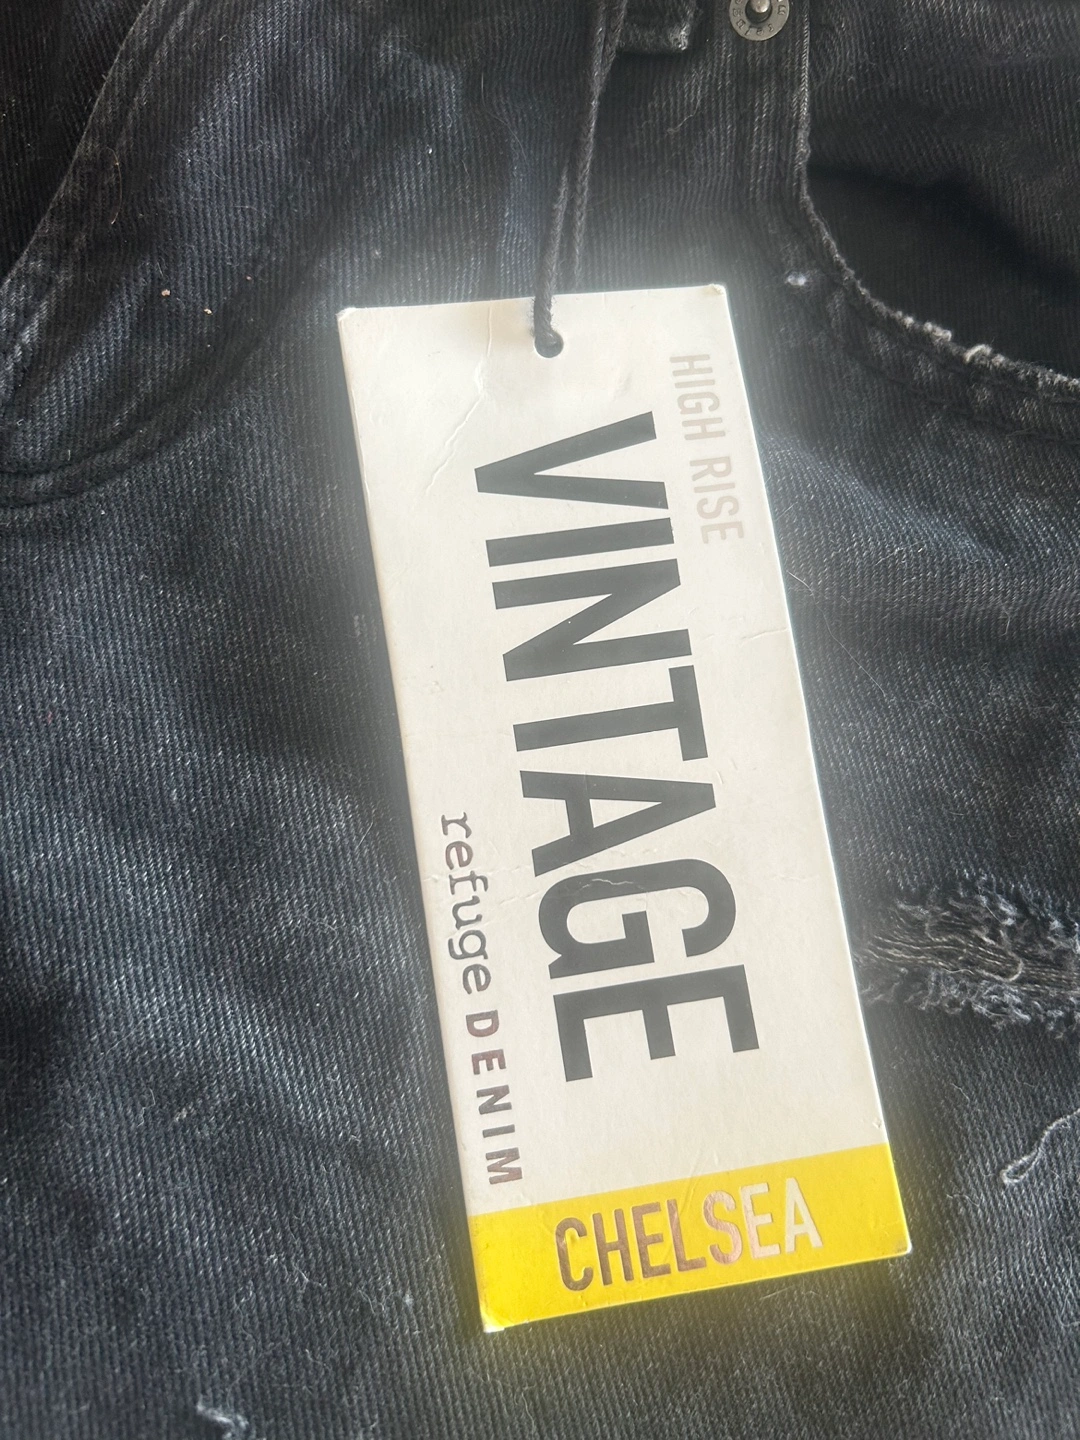 HIGH RISE
VINTAGE
refuge DENIM
CHELSEA